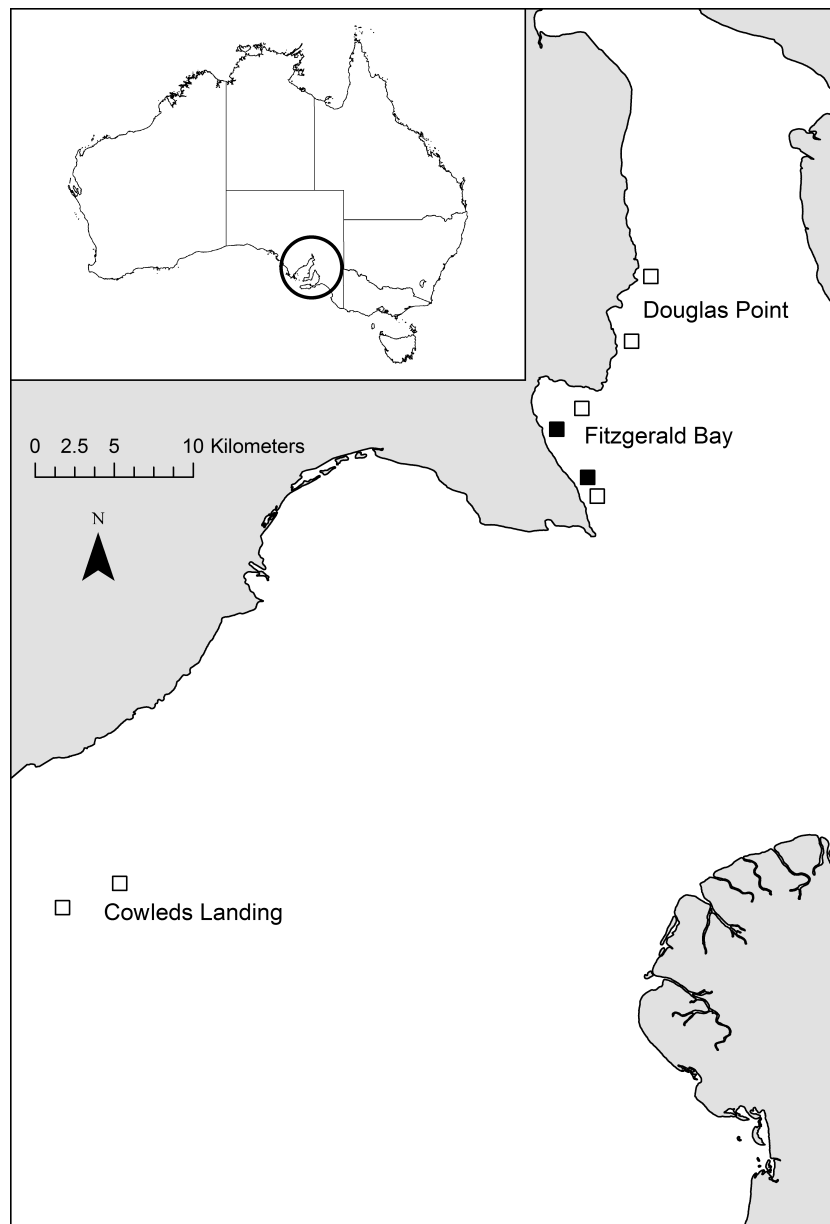 Douglas Point
Fitzgerald Bay
0 2.5 5 10 Kilometers
N
Cowleds Landing